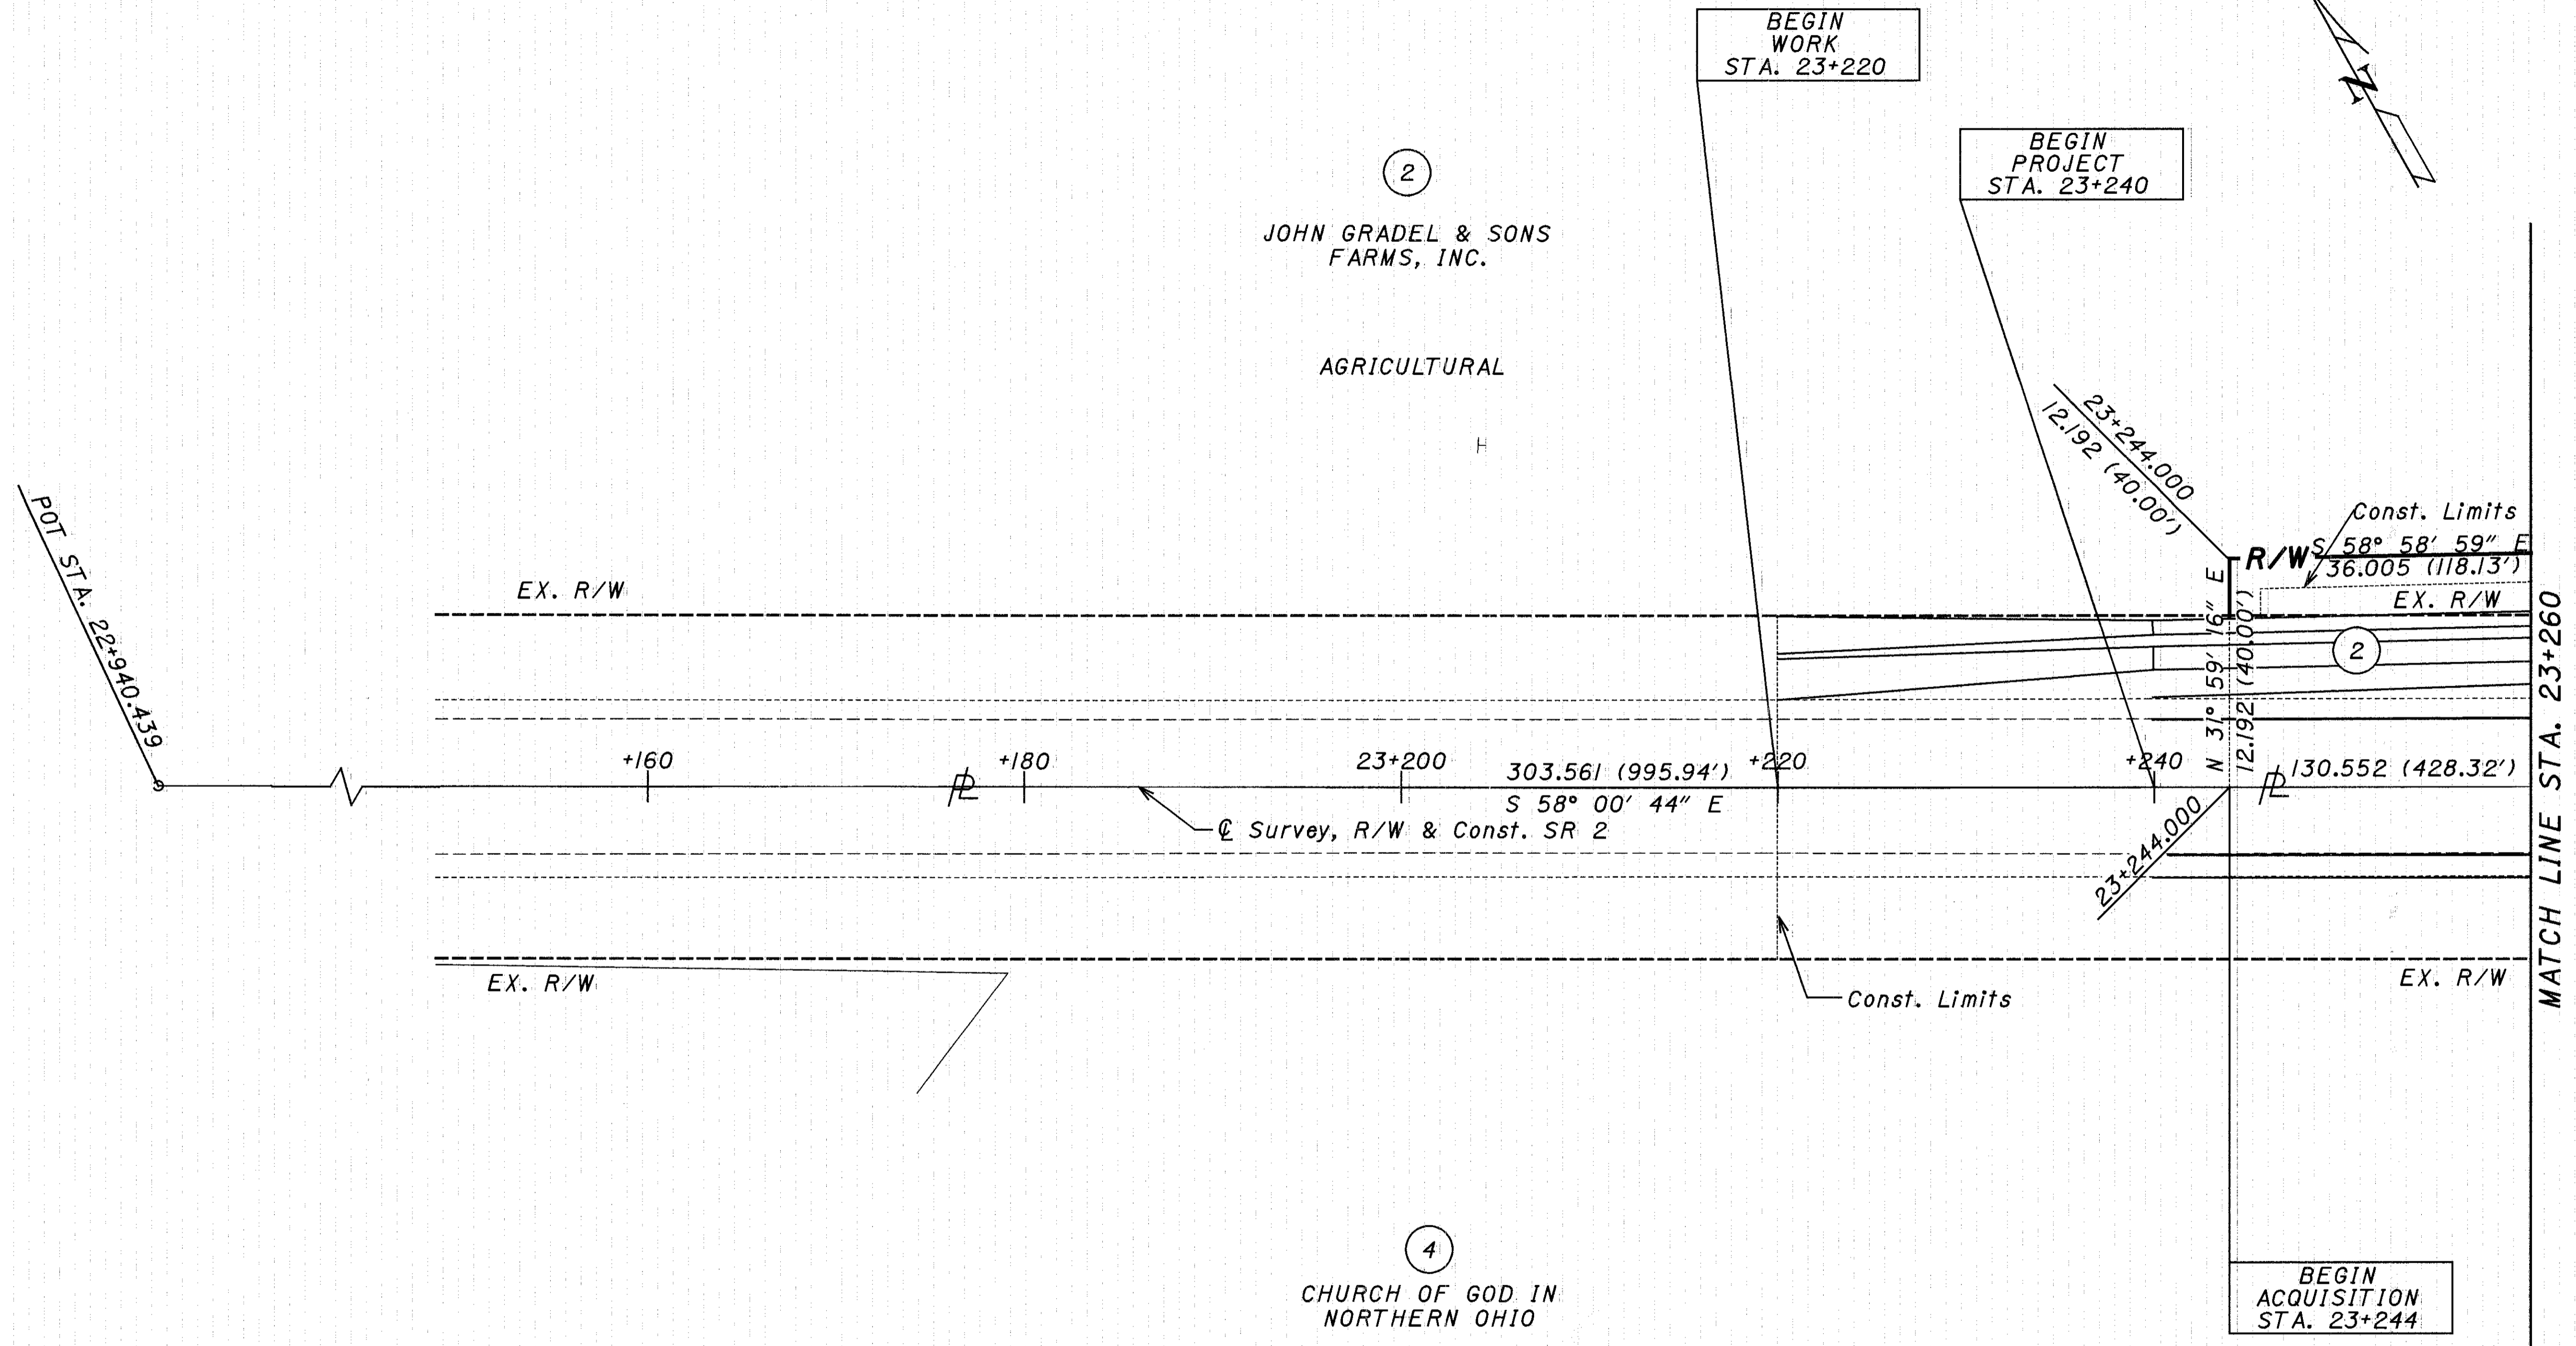 BEGIN
WORK
STA. 23+220
N
BEGIN
PROJECT
STA. 23+240
2
JOHN GRADEL & SONS
FARMS, INC.
AGRICULTURAL
H
23+244.000
12.192 (40.00')
POT STA. 22+940.439
Const. Limits
R/W
S 58° 58' 59" E
36.005 (118.13')
EX. R/W
EX. R/W
2
N 31° 59' 16" E
12.192 (40.00')
MATCH LINE STA. 23+260
+160
PL
+180
23+200
303.561 (995.94')
S 58° 00' 44" E
+220
+240
PL
130.552 (428.32')
CL Survey, R/W & Const. SR 2
23+244.000
EX. R/W
EX. R/W
Const. Limits
4
CHURCH OF GOD IN
NORTHERN OHIO
BEGIN
ACQUISITION
STA. 23+244